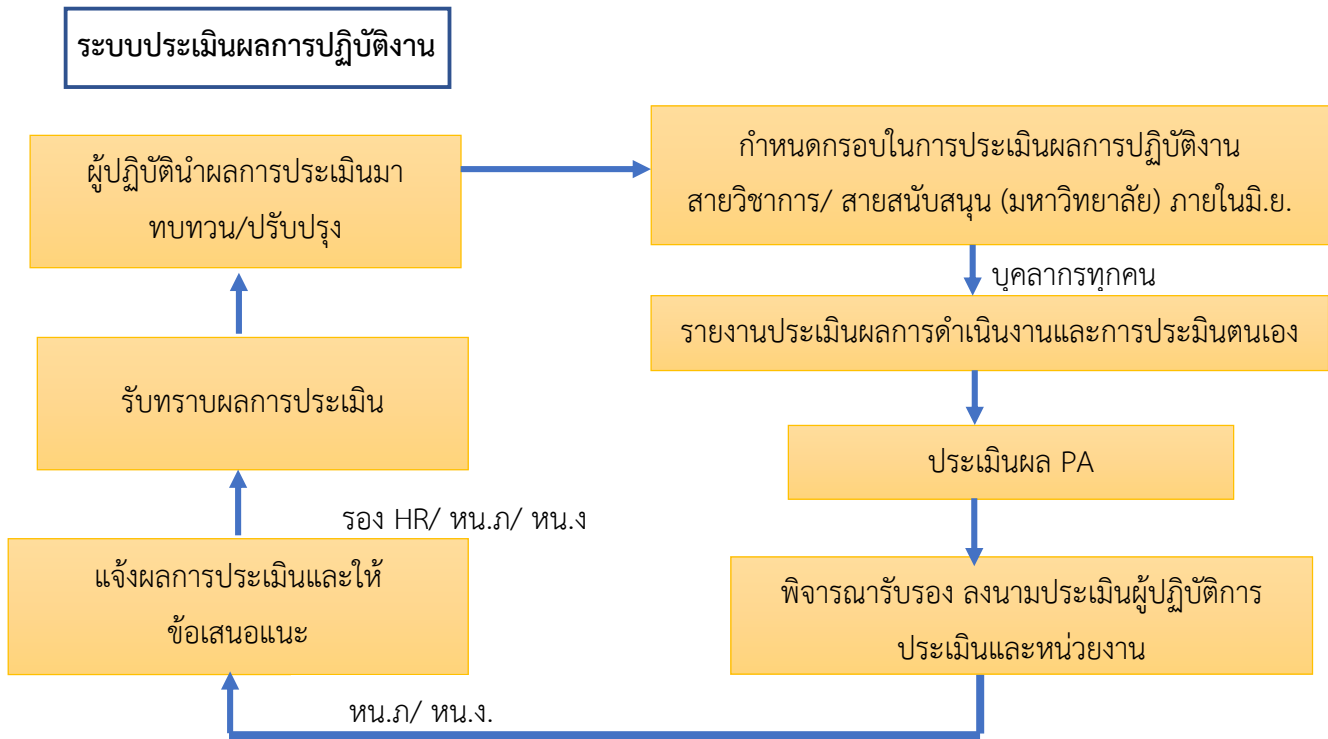 ระบบประเมินผลการปฏิบัติงาน
กำหนดกรอบในการประเมินผลการปฏิบัติงาน
สายวิชาการ/ สายสนับสนุน (มหาวิทยาลัย) ภายในมิ.ย.
บุคลากรทุกคน
รายงานประเมินผลการดำเนินงานและการประมินตนเอง
ประเมินผล PA
พิจารณารับรอง ลงนามประเมินผู้ปฏิบัติการ
ประเมินและหน่วยงาน
หน.ภ/ หน.ง.
แจ้งผลการประเมินและให้
ข้อเสนอแนะ
รอง HR/ หน.ภ/ หน.ง
รับทราบผลการประเมิน
ผู้ปฏิบัตินำผลการประเมินมา
ทบทวน/ปรับปรุง